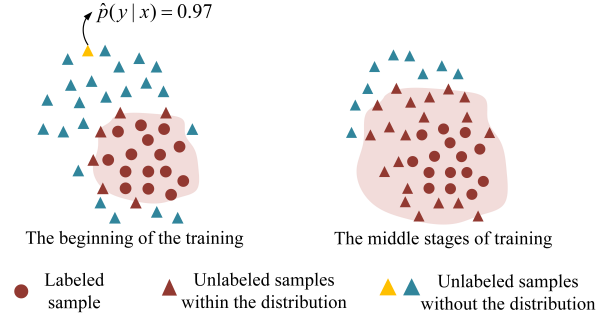 p̂(y | x) = 0.97
The beginning of the training
The middle stages of training
Labeled
sample
Unlabeled samples
within the distribution
Unlabeled samples
without the distribution